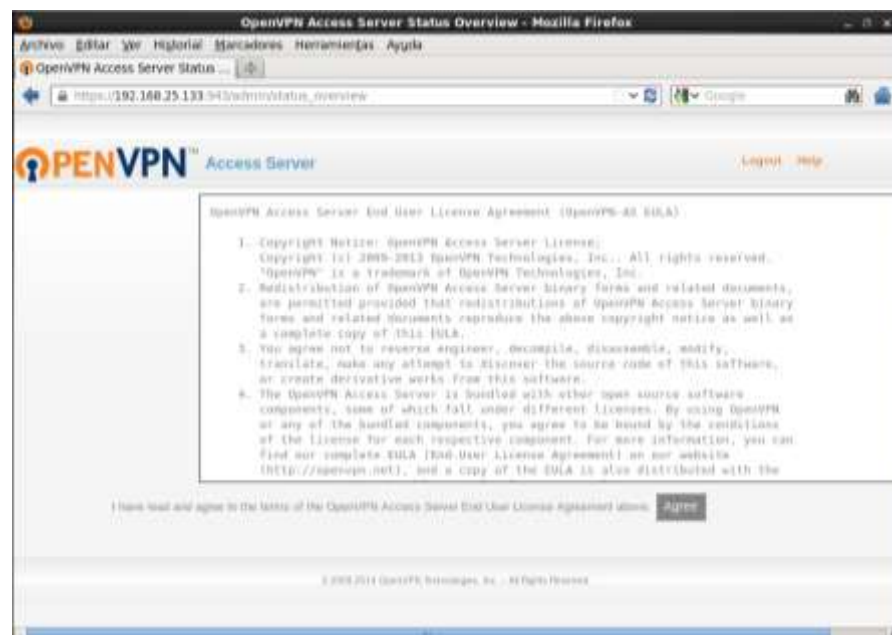 OpenVPN Access Server Status Overview - Mozilla Firefox
Archivo Editar Ver Historial Marcadores Herramientas Ayuda
OpenVPN Access Server Status ...
https://192.168.25.133:943/admin/status_overview
Google
OPENVPN™ Access Server
Logout Help
OpenVPN Access Server End User License Agreement (OpenVPN-AS EULA)
1. Copyright Notice: OpenVPN Access Server License;
Copyright (c) 2009-2013 OpenVPN Technologies, Inc.. All rights reserved.
"OpenVPN" is a trademark of OpenVPN Technologies, Inc.
2. Redistribution of OpenVPN Access Server binary forms and related documents,
are permitted provided that redistributions of OpenVPN Access Server binary
forms and related documents reproduce the above copyright notice as well as
a complete copy of this EULA.
3. You agree not to reverse engineer, decompile, disassemble, modify,
translate, make any attempt to discover the source code of this software,
or create derivative works from this software.
4. The OpenVPN Access Server is bundled with other open source software
components, some of which fall under different licenses. By using OpenVPN
or any of the bundled components, you agree to be bound by the conditions
of the license for each respective component. For more information, you can
find our complete EULA (End User License Agreement) on our website
(http://openvpn.net), and a copy of the EULA is also distributed with the
I have read and agree to the terms of the OpenVPN Access Server End User License Agreement above. Agree
© 2009-2014 OpenVPN Technologies, Inc. - All Rights Reserved